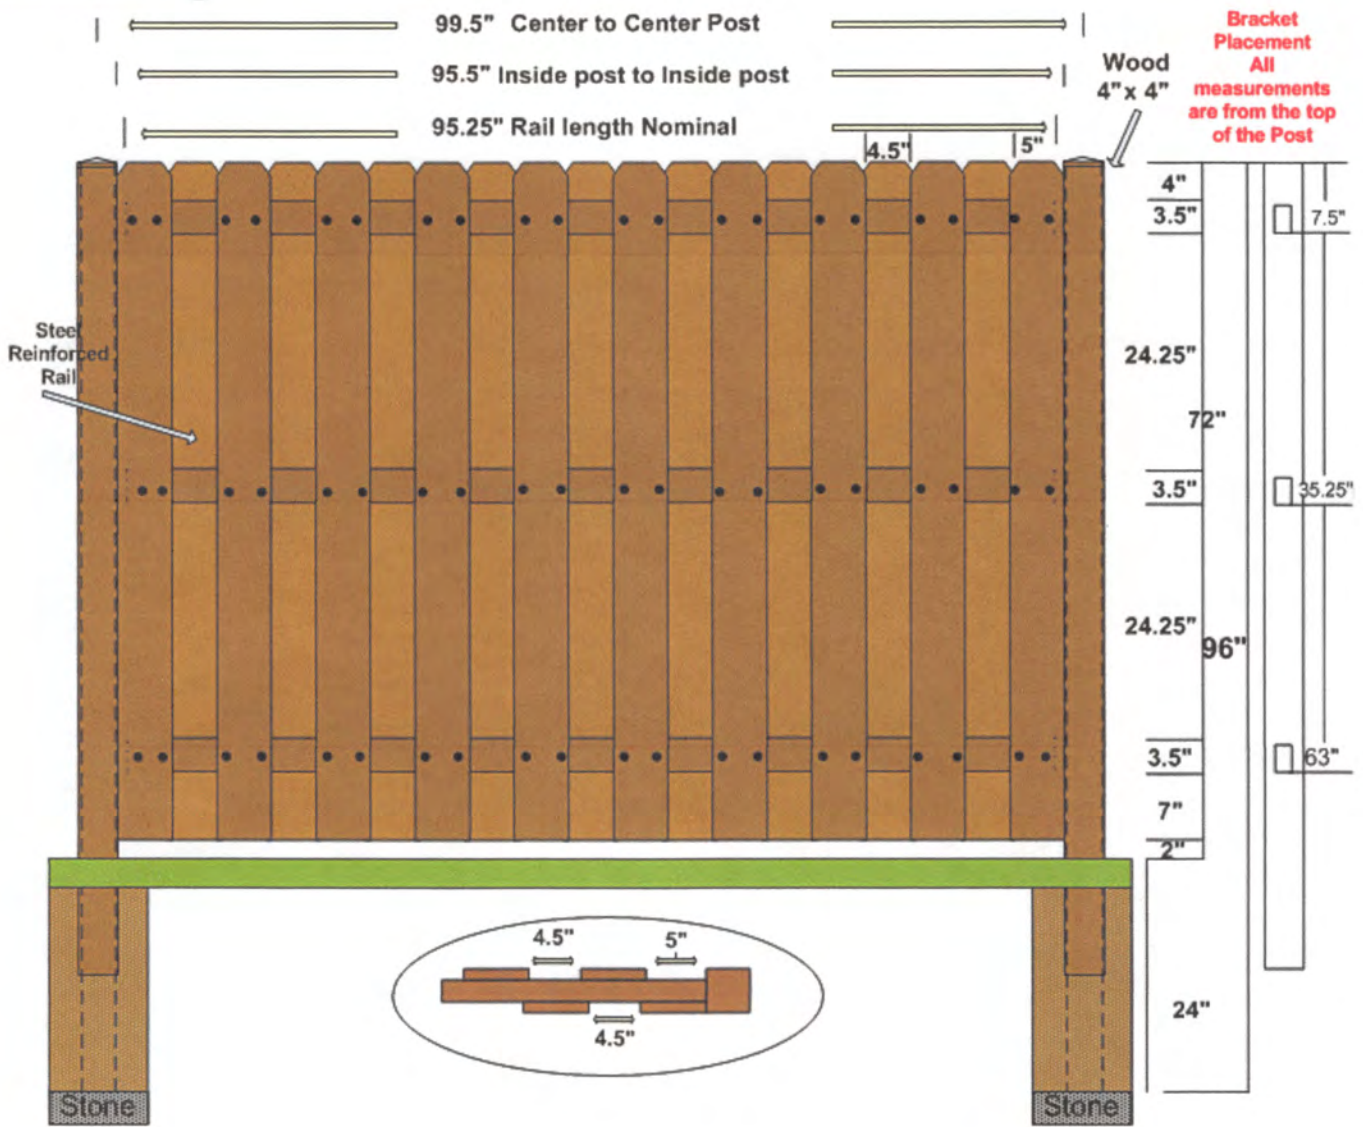 99.5" Center to Center Post
95.5" Inside post to Inside post
95.25" Rail length Nominal
4.5"
5"
Wood
4"x 4"
Bracket
Placement
All
measurements
are from the top
of the Post
Steel
Reinforced
Rail
4"
3.5"
24.25"
72"
3.5"
24.25"
96"
3.5"
7"
2"
24"
7.5"
35.25"
63"
4.5"
5"
4.5"
Stone
Stone